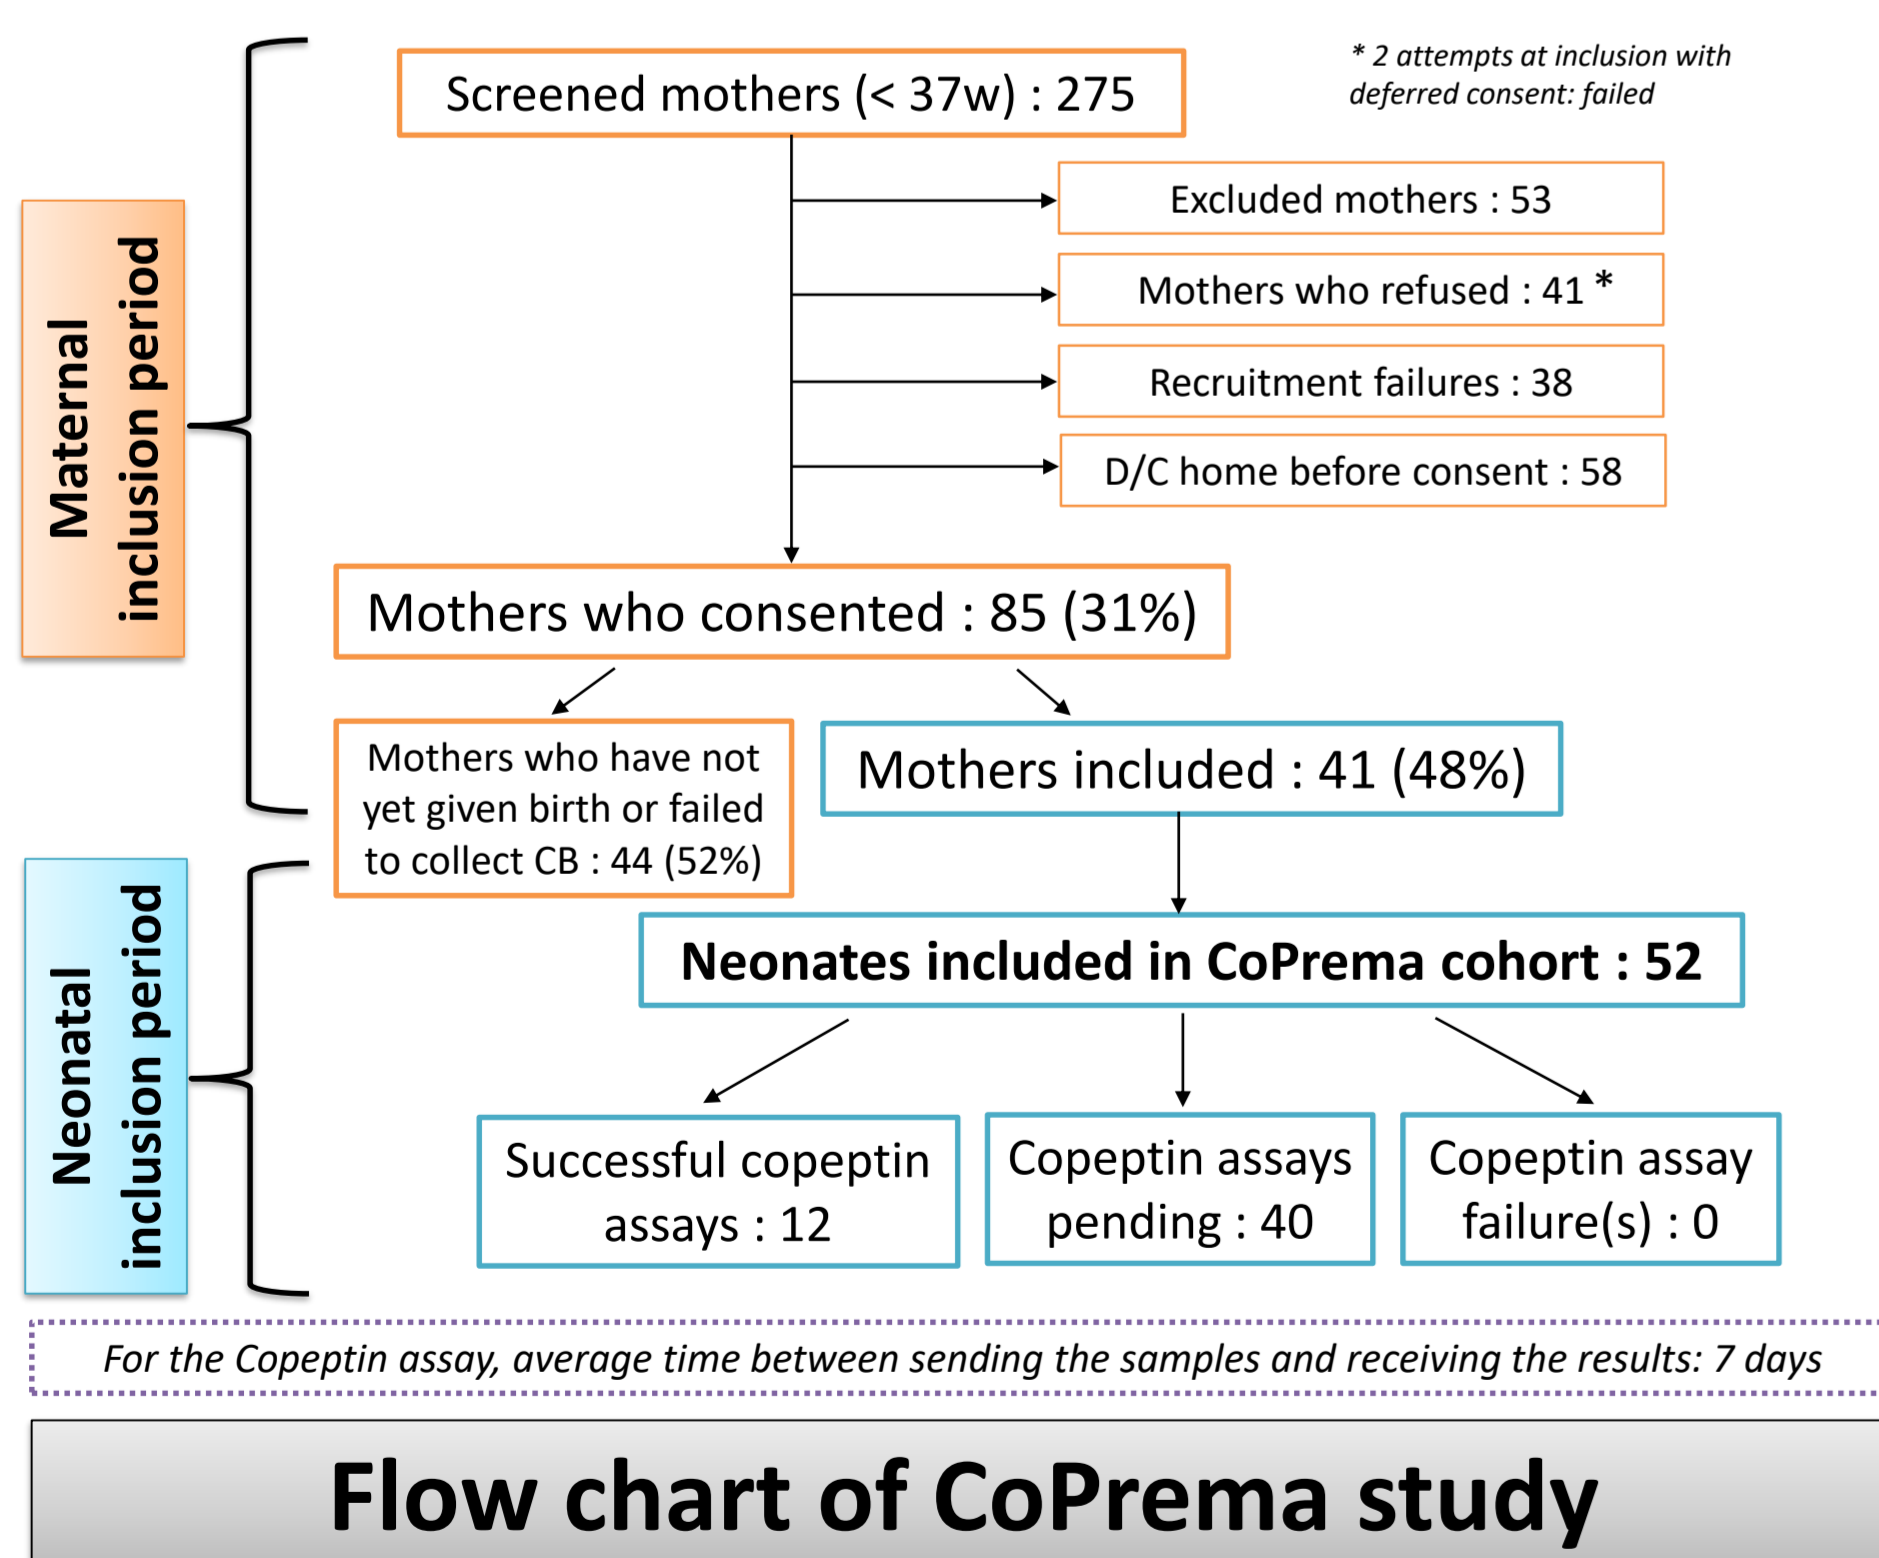 Screened mothers (< 37w) : 275
* 2 attempts at inclusion with
deferred consent: failed
Excluded mothers : 53
Mothers who refused : 41 *
Recruitment failures : 38
D/C home before consent : 58
Maternal
inclusion period
Mothers who consented : 85 (31%)
Mothers who have not
yet given birth or failed
to collect CB : 44 (52%)
Mothers included : 41 (48%)
Neonatal
inclusion period
Neonates included in CoPrema cohort : 52
Successful copeptin
assays : 12
Copeptin assays
pending : 40
Copeptin assay
failure(s) : 0
For the Copeptin assay, average time between sending the samples and receiving the results: 7 days
Flow chart of CoPrema study